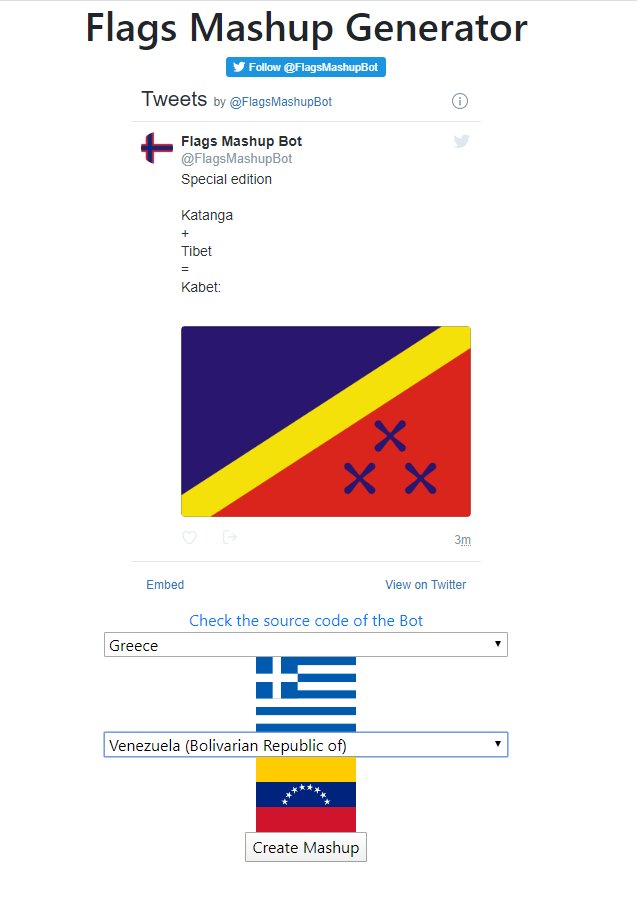 Flags Mashup Generator
Follow @FlagsMashupBot
Tweets by @FlagsMashupBot
Flags Mashup Bot
@FlagsMashupBot
Special edition
Katanga
+
Tibet
=
Kabet:
3m
Embed
View on Twitter
Check the source code of the Bot
Greece
Venezuela (Bolivarian Republic of)
Create Mashup